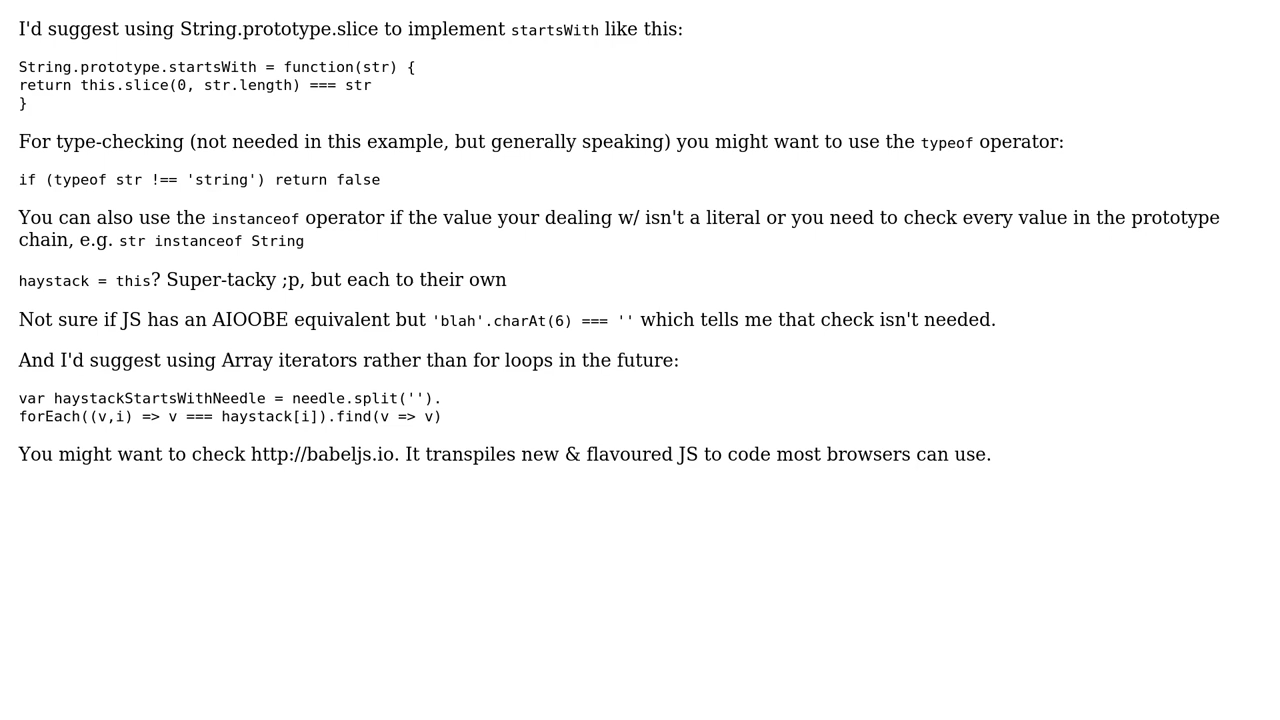 I'd suggest using String.prototype.slice to implement startsWith like this:
String.prototype.startsWith = function(str) {
return this.slice(0, str.length) === str
}
For type-checking (not needed in this example, but generally speaking) you might want to use the typeof operator:
if (typeof str !== 'string') return false
You can also use the instanceof operator if the value your dealing w/ isn't a literal or you need to check every value in the prototype
chain, e.g. str instanceof String
haystack = this? Super-tacky ;p, but each to their own
Not sure if JS has an AIOOBE equivalent but 'blah'.charAt(6) === '' which tells me that check isn't needed.
And I'd suggest using Array iterators rather than for loops in the future:
var haystackStartsWithNeedle = needle.split('').
forEach((v,i) => v === haystack[i]).find(v => v)
You might want to check http://babeljs.io. It transpiles new & flavoured JS to code most browsers can use.